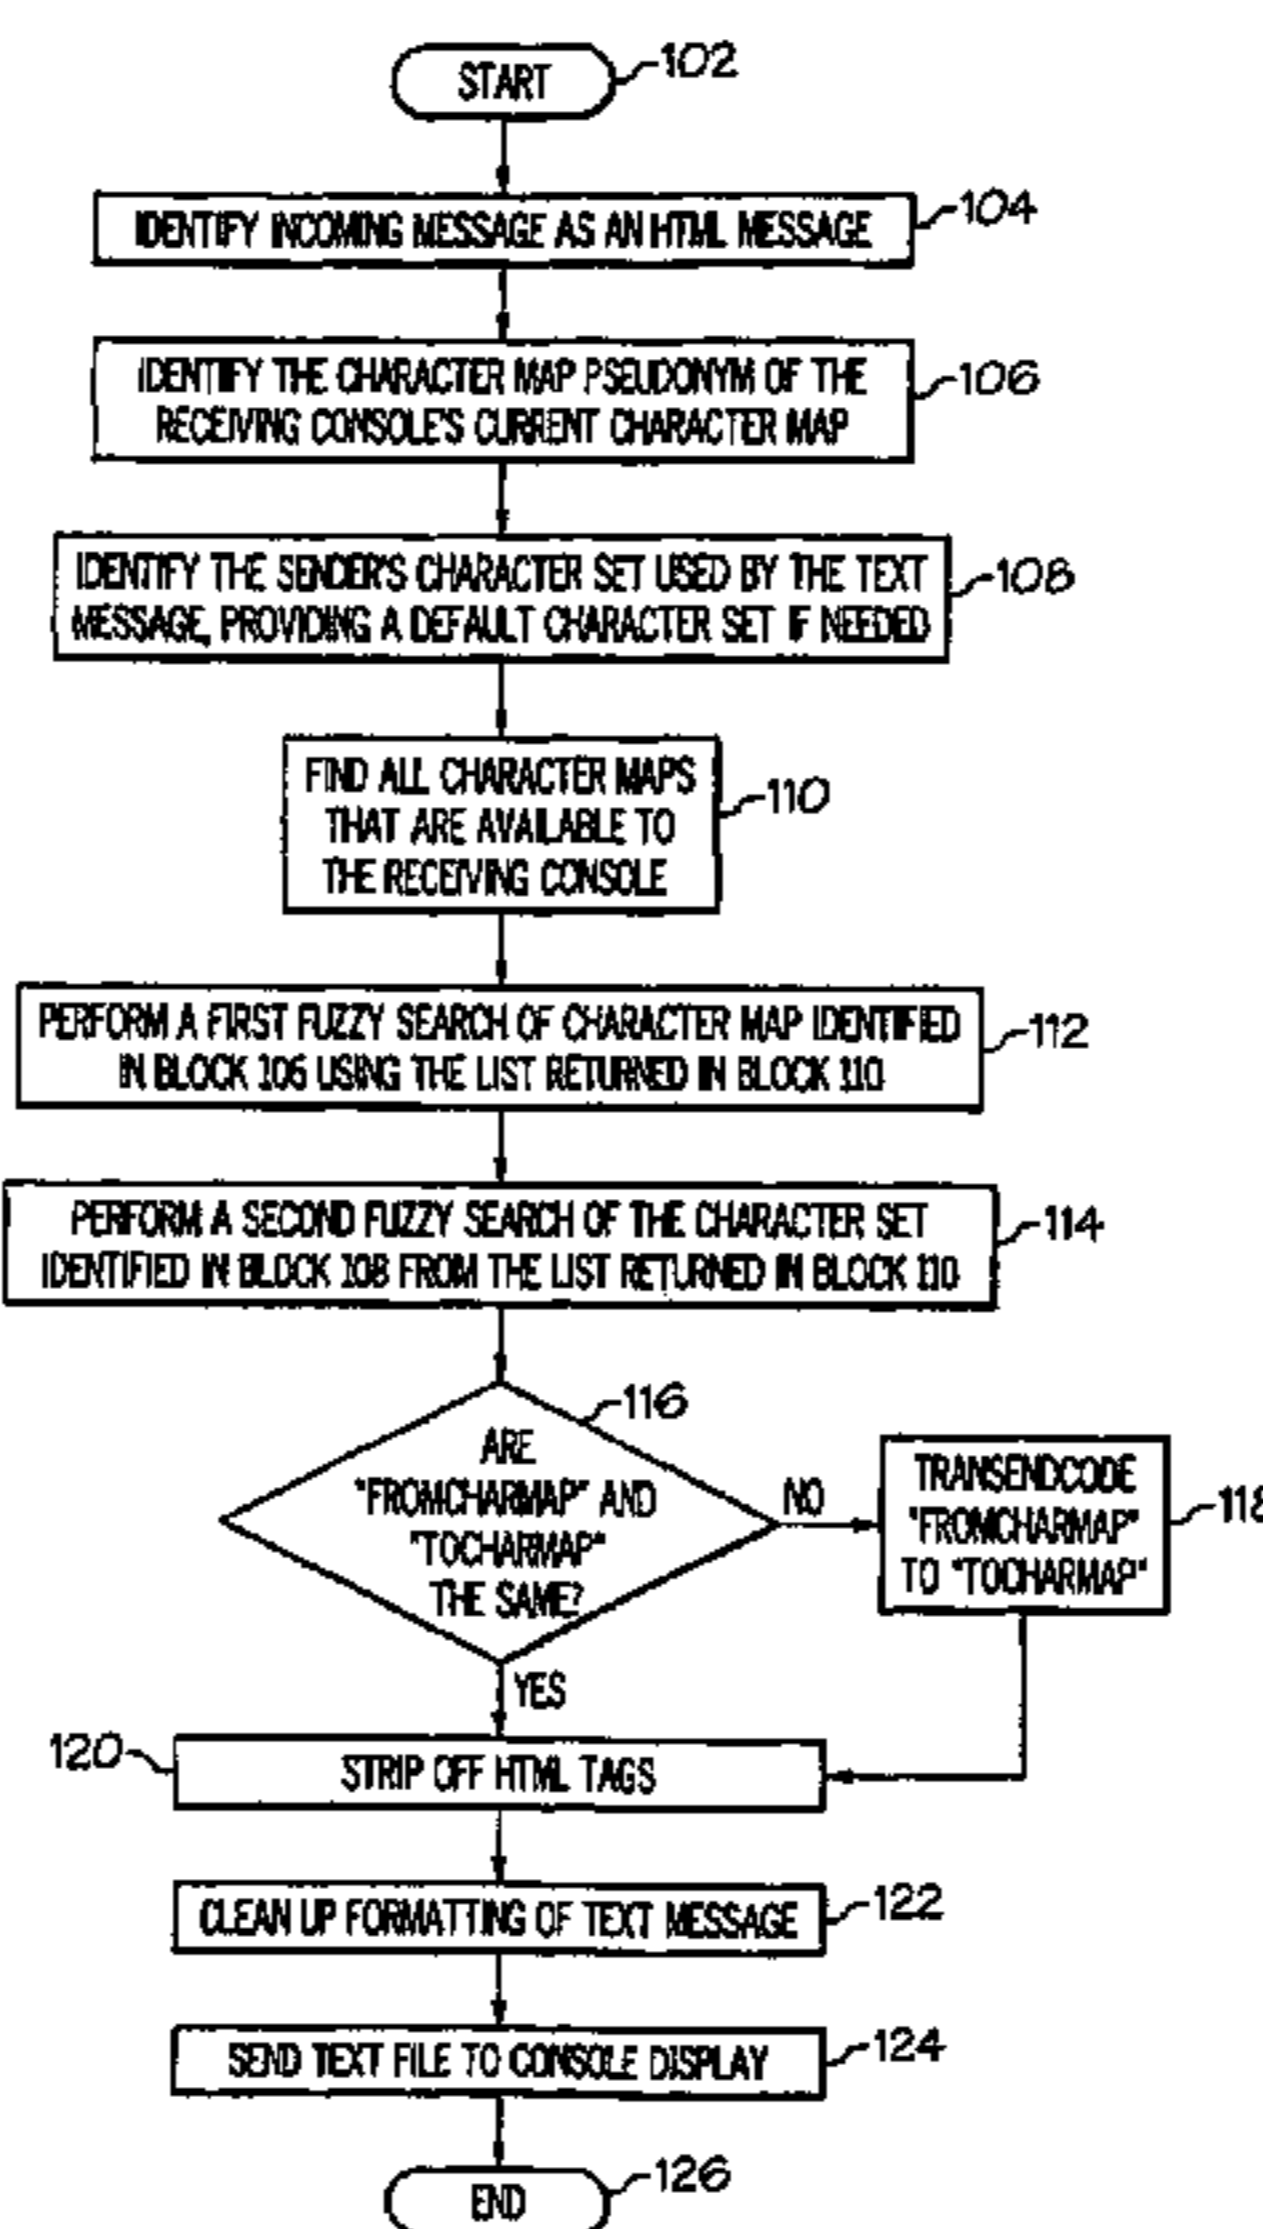 START
102
IDENTIFY INCOMING MESSAGE AS AN HTML MESSAGE
104
IDENTIFY THE CHARACTER MAP PSEUDONYM OF THE
RECEIVING CONSOLE'S CURRENT CHARACTER MAP
106
IDENTIFY THE SENDER'S CHARACTER SET USED BY THE TEXT
MESSAGE, PROVIDING A DEFAULT CHARACTER SET IF NEEDED
108
FIND ALL CHARACTER MAPS
THAT ARE AVAILABLE TO
THE RECEIVING CONSOLE
110
PERFORM A FIRST FUZZY SEARCH OF CHARACTER MAP IDENTIFIED
IN BLOCK 106 USING THE LIST RETURNED IN BLOCK 110
112
PERFORM A SECOND FUZZY SEARCH OF THE CHARACTER SET
IDENTIFIED IN BLOCK 108 FROM THE LIST RETURNED IN BLOCK 110
114
116
ARE
"FROMCHARMAP" AND
"TOCHARMAP"
THE SAME?
NO
TRANSENDCODE
"FROMCHARMAP"
TO "TOCHARMAP"
118
YES
120
STRIP OFF HTML TAGS
CLEAN UP FORMATTING OF TEXT MESSAGE
122
SEND TEXT FILE TO CONSOLE DISPLAY
124
END
126